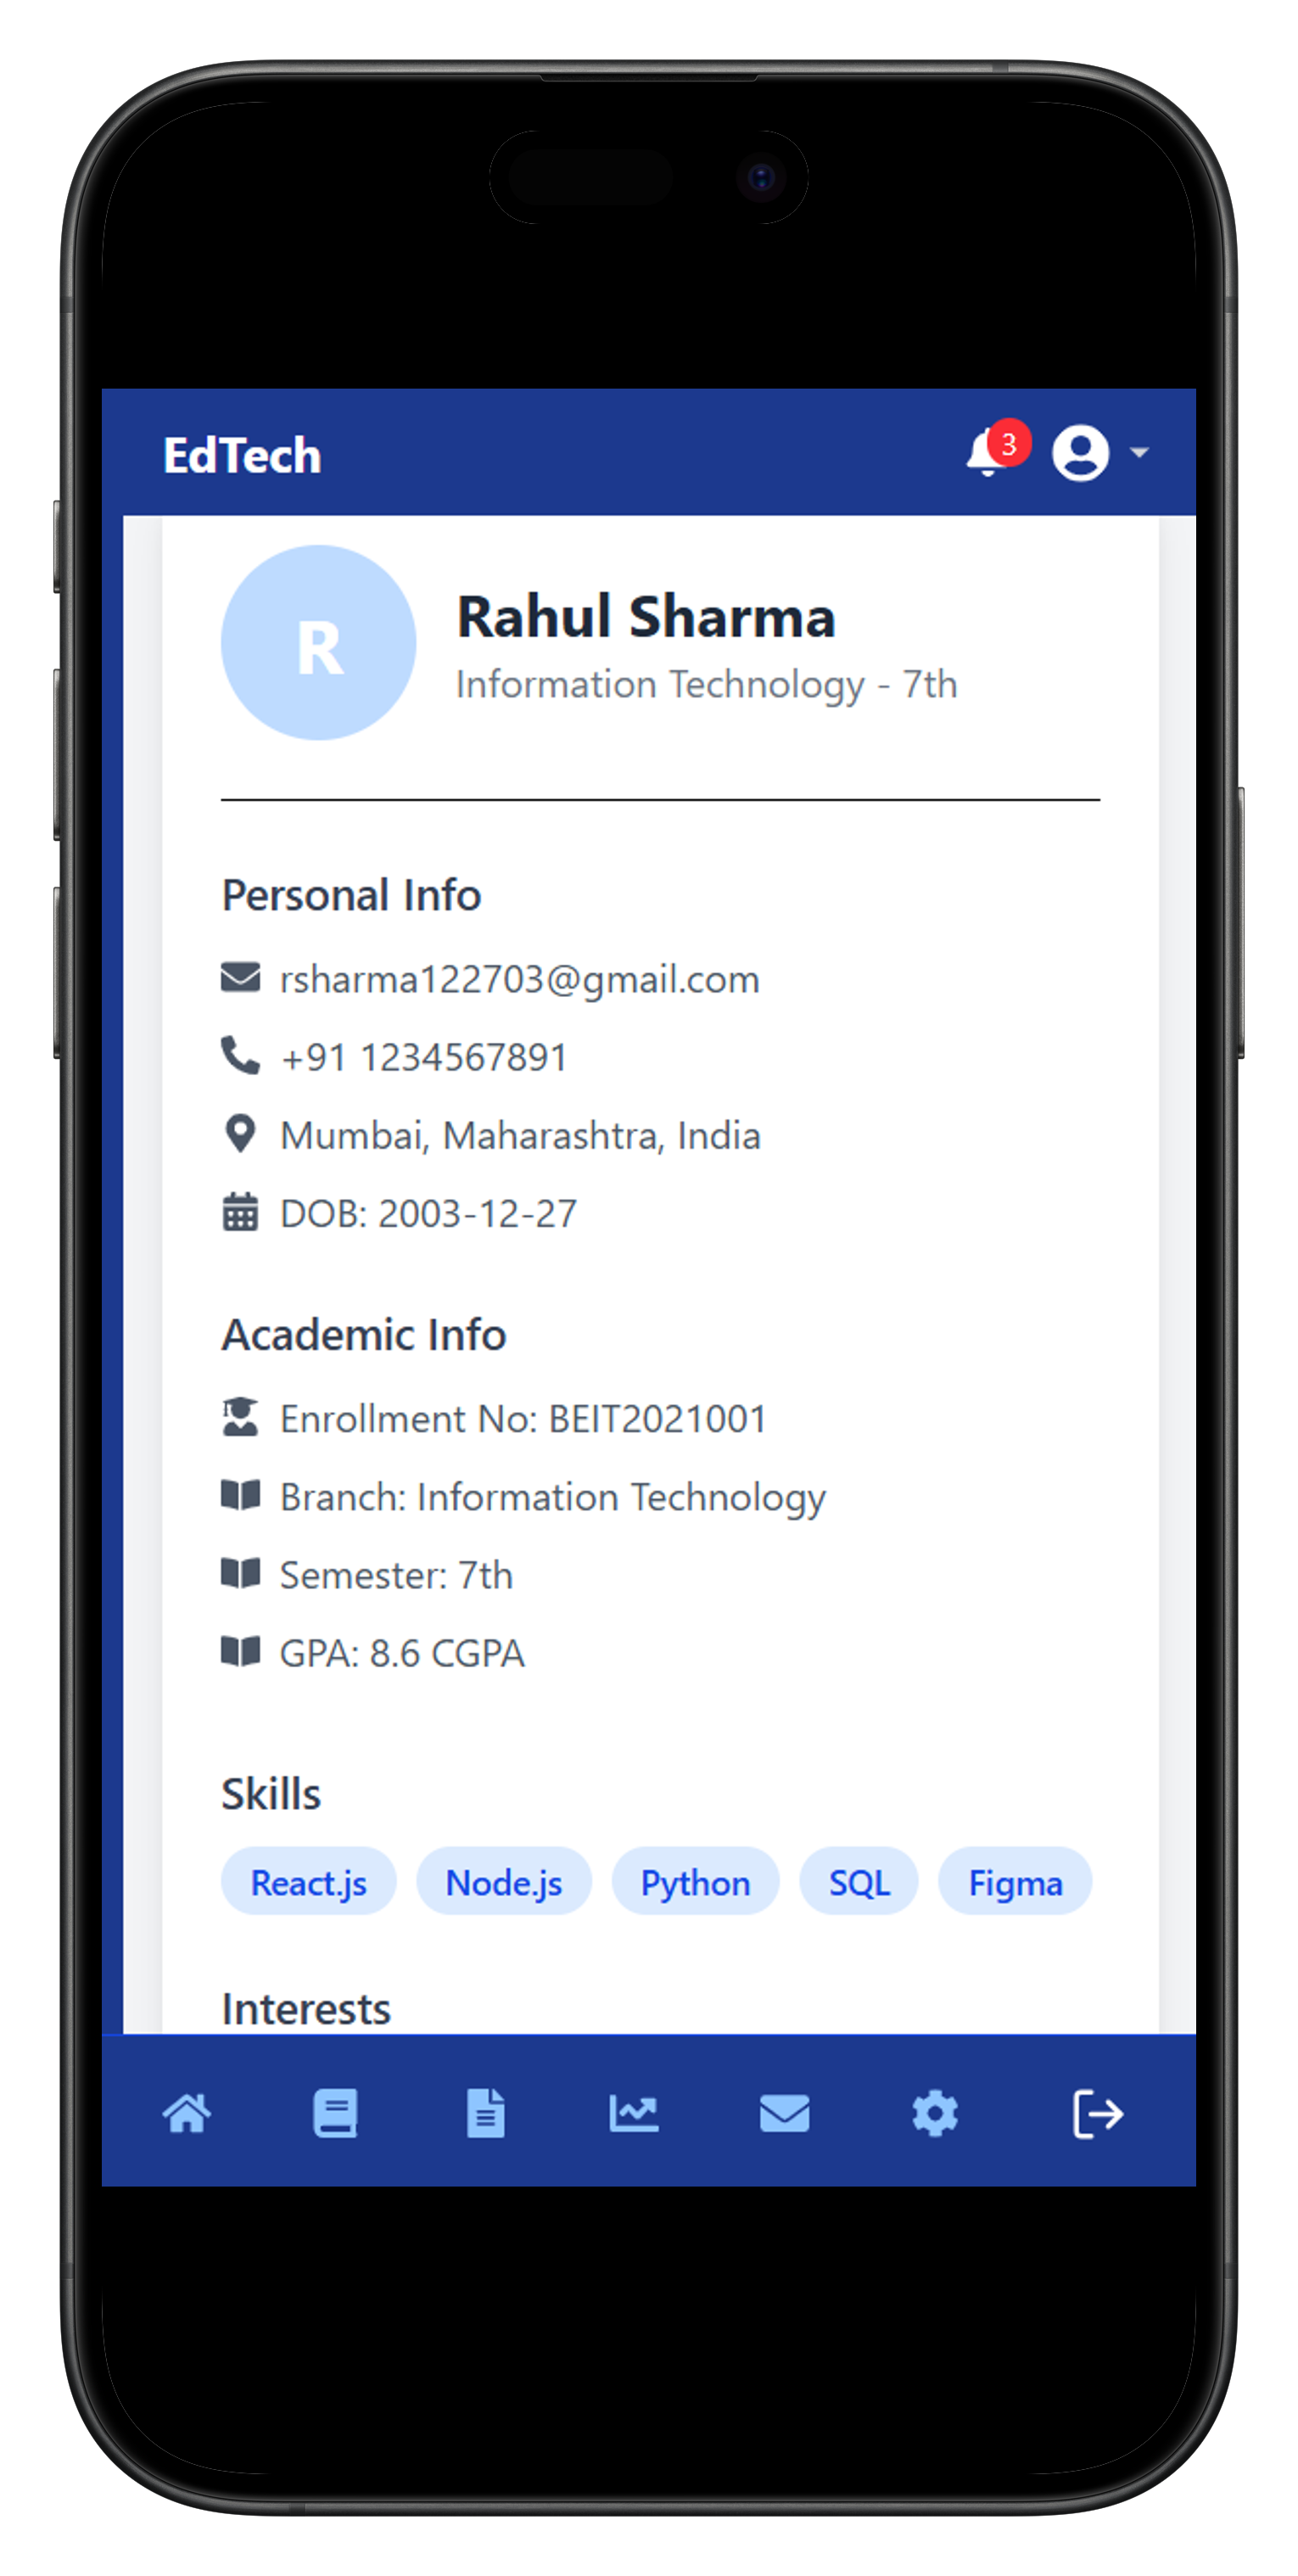 EdTech
3
R
Rahul Sharma
Information Technology - 7th
Personal Info
rsharma122703@gmail.com
+91 1234567891
Mumbai, Maharashtra, India
DOB: 2003-12-27
Academic Info
Enrollment No: BEIT2021001
Branch: Information Technology
Semester: 7th
GPA: 8.6 CGPA
Skills
React.js Node.js Python SQL Figma
Interests